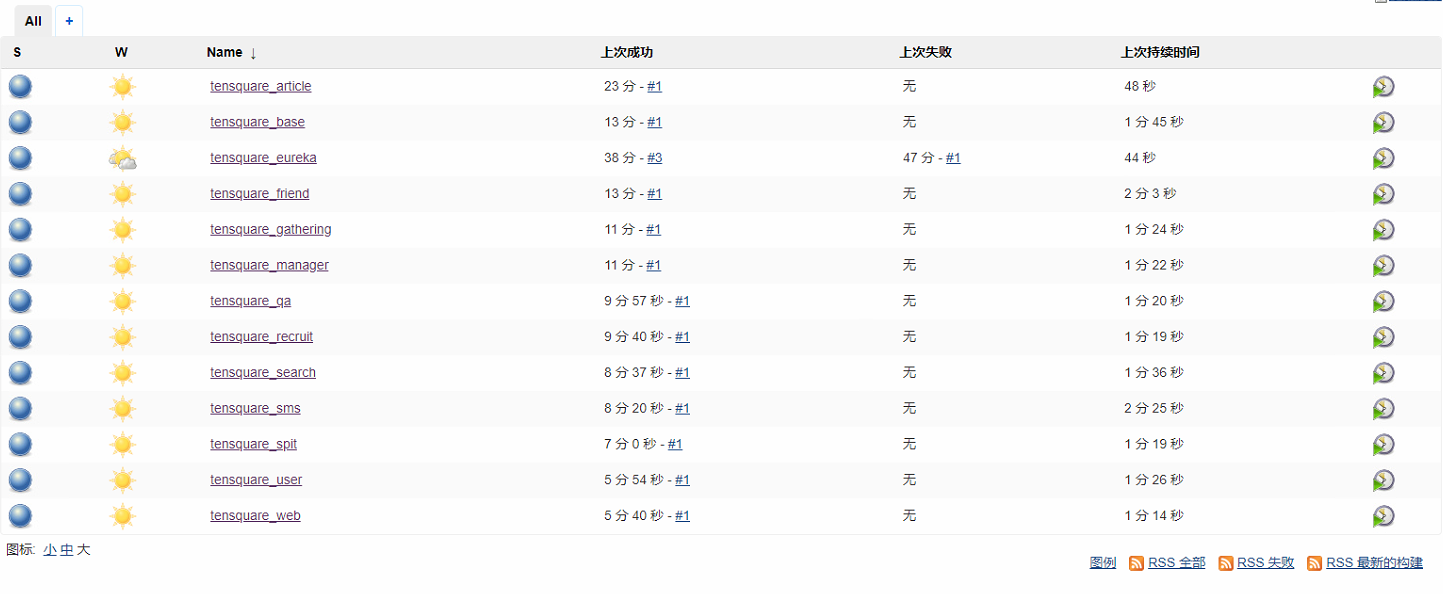 All +
S W Name ↓ 上次成功 上次失败 上次持续时间
tensquare_article 23 分 - #1 无 48 秒
tensquare_base 13 分 - #1 无 1 分 45 秒
tensquare_eureka 38 分 - #3 47 分 - #1 44 秒
tensquare_friend 13 分 - #1 无 2 分 3 秒
tensquare_gathering 11 分 - #1 无 1 分 24 秒
tensquare_manager 11 分 - #1 无 1 分 22 秒
tensquare_qa 9 分 57 秒 - #1 无 1 分 20 秒
tensquare_recruit 9 分 40 秒 - #1 无 1 分 19 秒
tensquare_search 8 分 37 秒 - #1 无 1 分 36 秒
tensquare_sms 8 分 20 秒 - #1 无 2 分 25 秒
tensquare_spit 7 分 0 秒 - #1 无 1 分 19 秒
tensquare_user 5 分 54 秒 - #1 无 1 分 26 秒
tensquare_web 5 分 40 秒 - #1 无 1 分 14 秒
图标: 小 中 大
图例 RSS 全部 RSS 失败 RSS 最新的构建